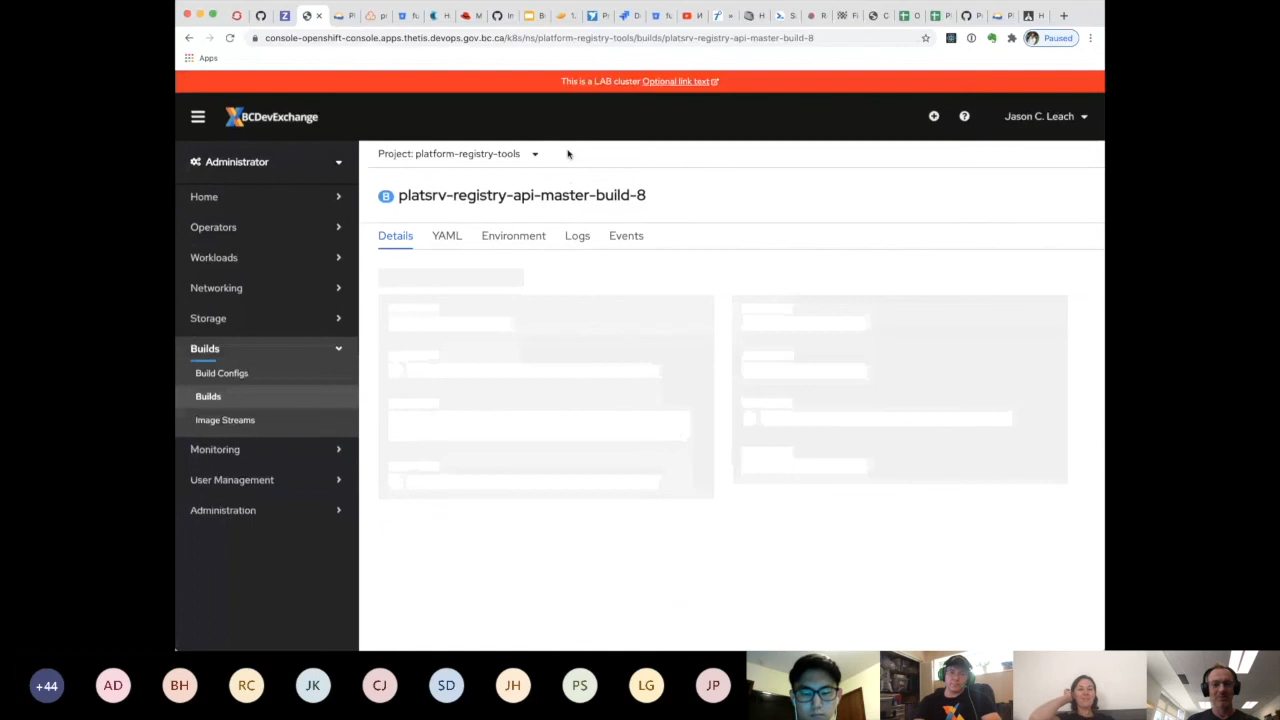 console-openshift-console.apps.thetis.devops.gov.bc.ca/k8s/ns/platform-registry-tools/builds/platsrv-registry-api-master-build-8
Paused
Apps
This is a LAB cluster Optional link text
BCDevExchange
Jason C. Leach
Administrator
Project: platform-registry-tools
Home
B platsrv-registry-api-master-build-8
Operators
Details YAML Environment Logs Events
Workloads
Networking
Storage
Builds
Build Configs
Builds
Image Streams
Monitoring
User Management
Administration
+44 AD BH RC JK CJ SD JH PS LG JP